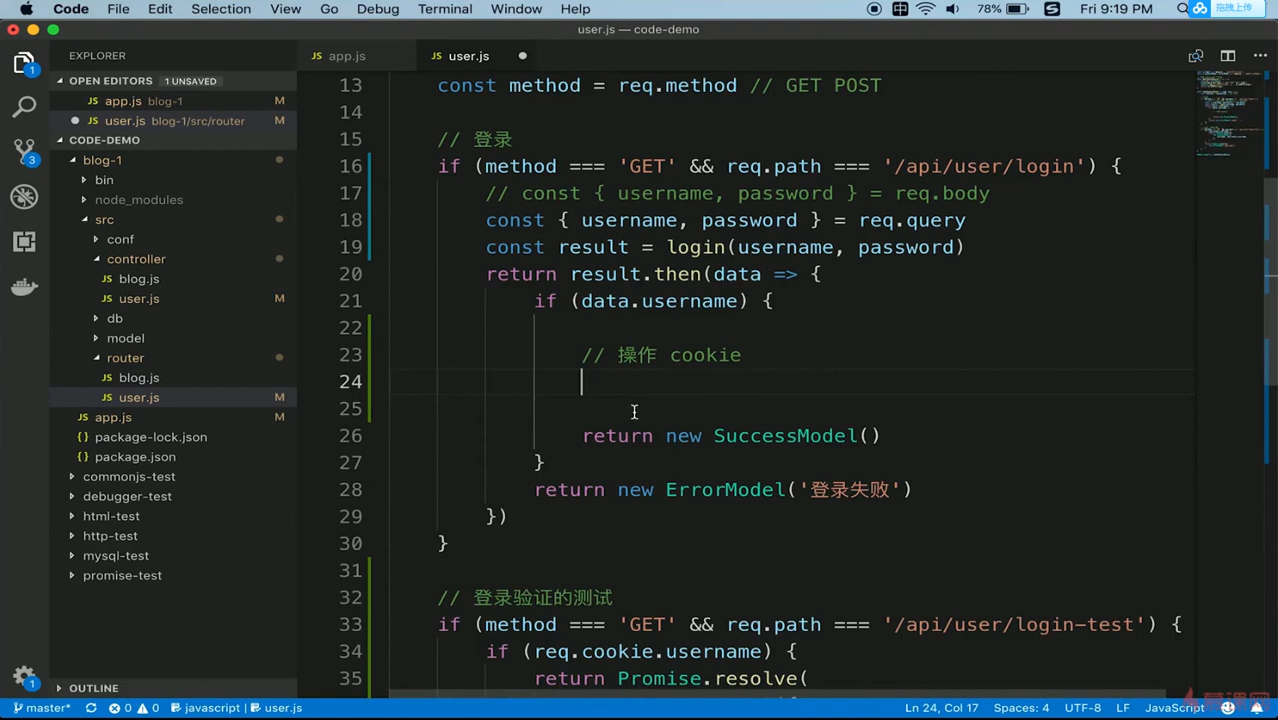 Code File Edit Selection View Go Debug Terminal Window Help 78% Fri 9:19 PM 拖拽上传
user.js — code-demo
EXPLORER
JS app.js
JS user.js
OPEN EDITORS 1 UNSAVED
app.js blog-1 M
user.js blog-1/src/router M
CODE-DEMO
blog-1
bin
node_modules
src
conf
controller
blog.js
user.js M
db
model
router
blog.js
user.js M
app.js M
package-lock.json
package.json
commonjs-test
debugger-test
html-test
http-test
mysql-test
promise-test
OUTLINE
13 const method = req.method // GET POST
14
15 // 登录
16 if (method === 'GET' && req.path === '/api/user/login') {
17 // const { username, password } = req.body
18 const { username, password } = req.query
19 const result = login(username, password)
20 return result.then(data => {
21 if (data.username) {
22
23 // 操作 cookie
24
25
26 return new SuccessModel()
27 }
28 return new ErrorModel('登录失败')
29 })
30 }
31
32 // 登录验证的测试
33 if (method === 'GET' && req.path === '/api/user/login-test') {
34 if (req.cookie.username) {
35 return Promise.resolve(
master* 0 0 javascript user.js Ln 24, Col 17 Spaces: 4 UTF-8 LF JavaScript
慕课网